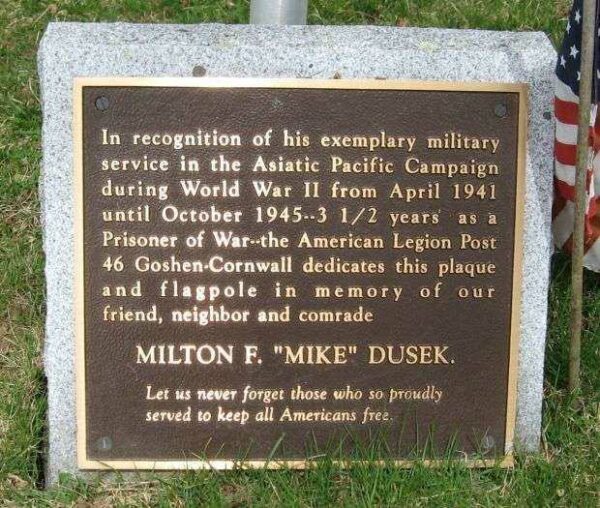 In recognition of his exemplary military
service in the Asiatic Pacific Campaign
during World War II from April 1941
until October 1945--3 1/2 years as a
Prisoner of War--the American Legion Post
46 Goshen-Cornwall dedicates this plaque
and flagpole in memory of our
friend, neighbor and comrade
MILTON F. "MIKE" DUSEK.
Let us never forget those who so proudly
served to keep all Americans free.